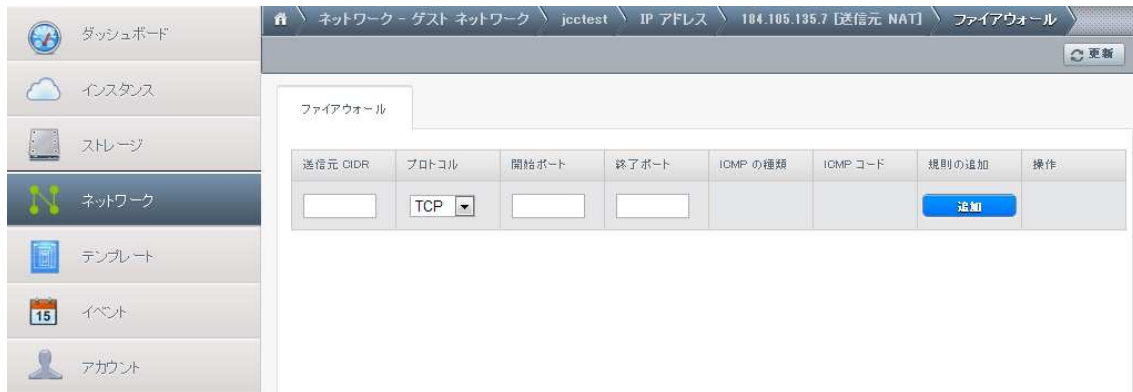 ダッシュボード
インスタンス
ストレージ
ネットワーク
テンプレート
15
イベント
アカウント
ネットワーク - ゲスト ネットワーク
jcctest
IP アドレス
184.105.135.7 [送信元 NAT]
ファイアウォール
更新
ファイアウォール
送信元 CIDR
プロトコル
開始ポート
終了ポート
ICMP の種類
ICMP コード
規則の追加
操作
TCP
追加